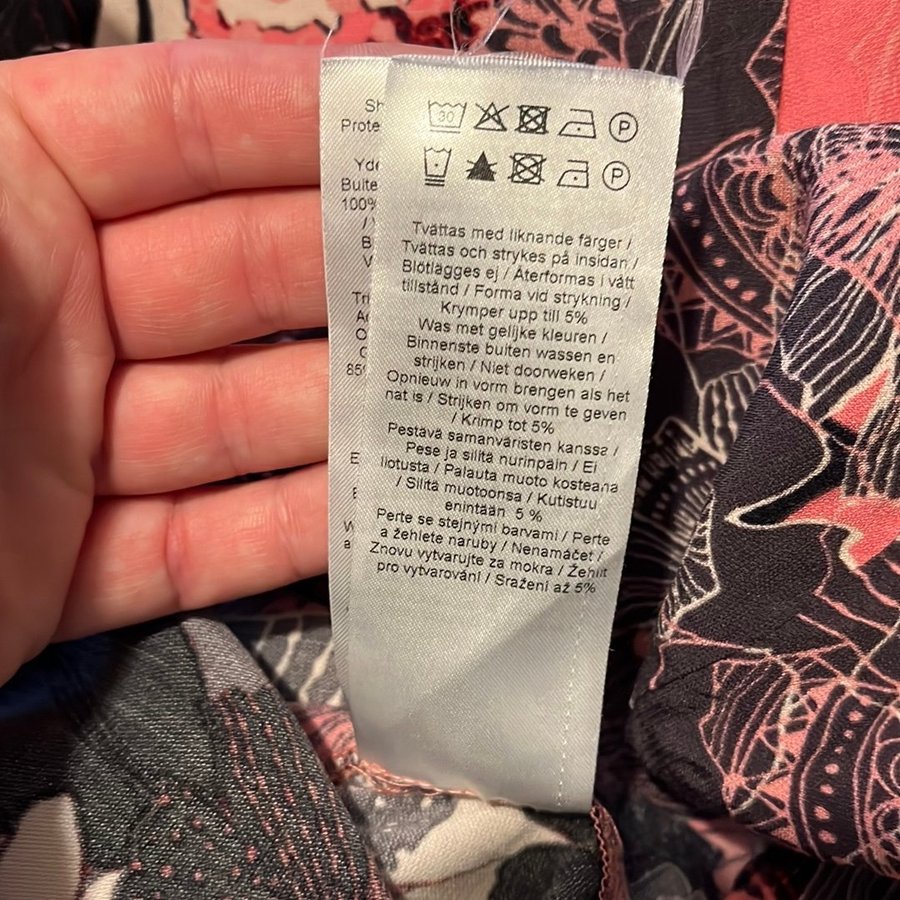 30
P
P
Tvättas med liknande färger /
Tvättas och strykes på insidan /
Blötlägges ej / Återformas i vått
tillstånd / Forma vid strykning /
Krymper upp till 5%
Was met gelijke kleuren /
Binnenste buiten wassen en
strijken / Niet doorweken /
Opnieuw in vorm brengen als het
nat is / Strijken om vorm te geven
/ Krimp tot 5%
Pestävä samanväristen kanssa /
Pese ja silitä nurinpäin / Ei
liotusta / Palauta muoto kosteana
/ Silitä muotoonsa / Kutistuu
enintään 5 %
Perte se stejnými barvami / Perte
a žehlete naruby / Nenamáčet /
Znovu vytvarujte za mokra / Žehlit
pro vytvarování / Sražení až 5%
100%